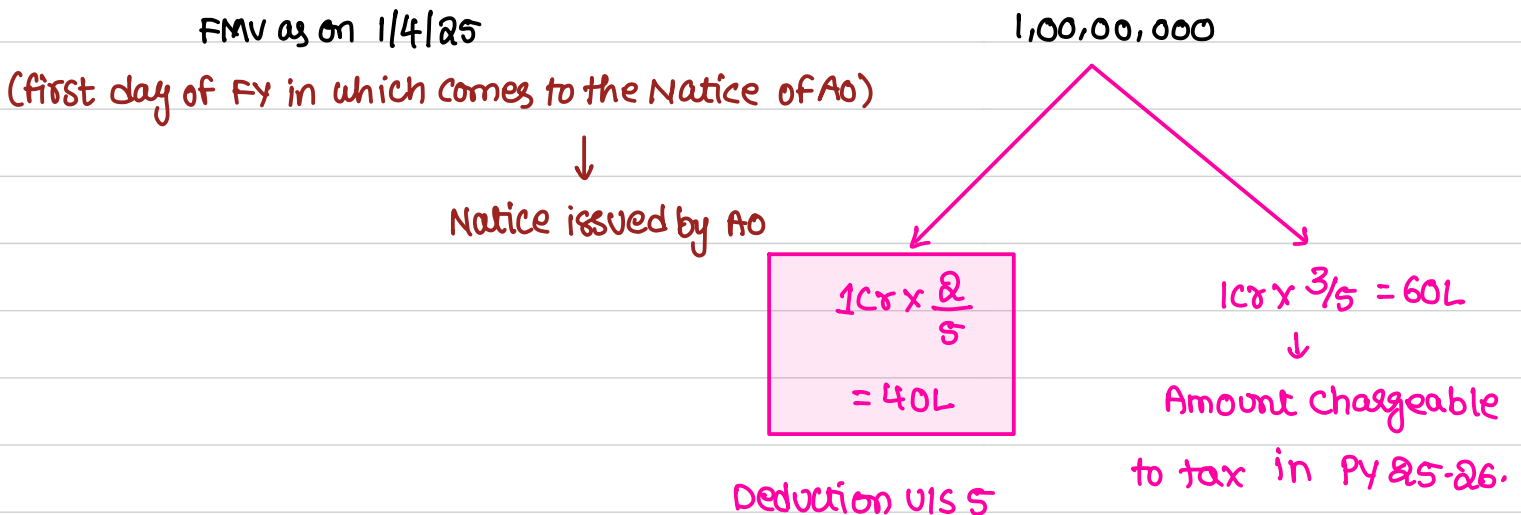 FMV as on 1/4/25 1,00,00,000
(first day of FY in which comes to the Natice of AO)
↓
Natice issued by AO
1Cr x 2/5
= 40L
Deduction U/S 5
1Cr x 3/5 = 60L
↓
Amount Chargeable
to tax in PY 25-26.